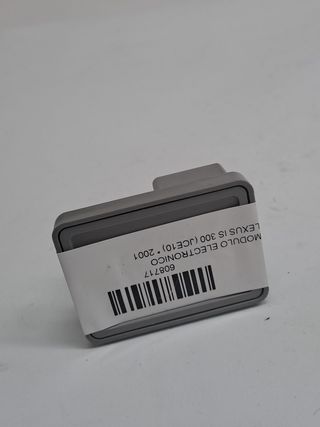 608717
MODULO ELECTRONICO
LEXUS IS 300 (JCE10) * 2001